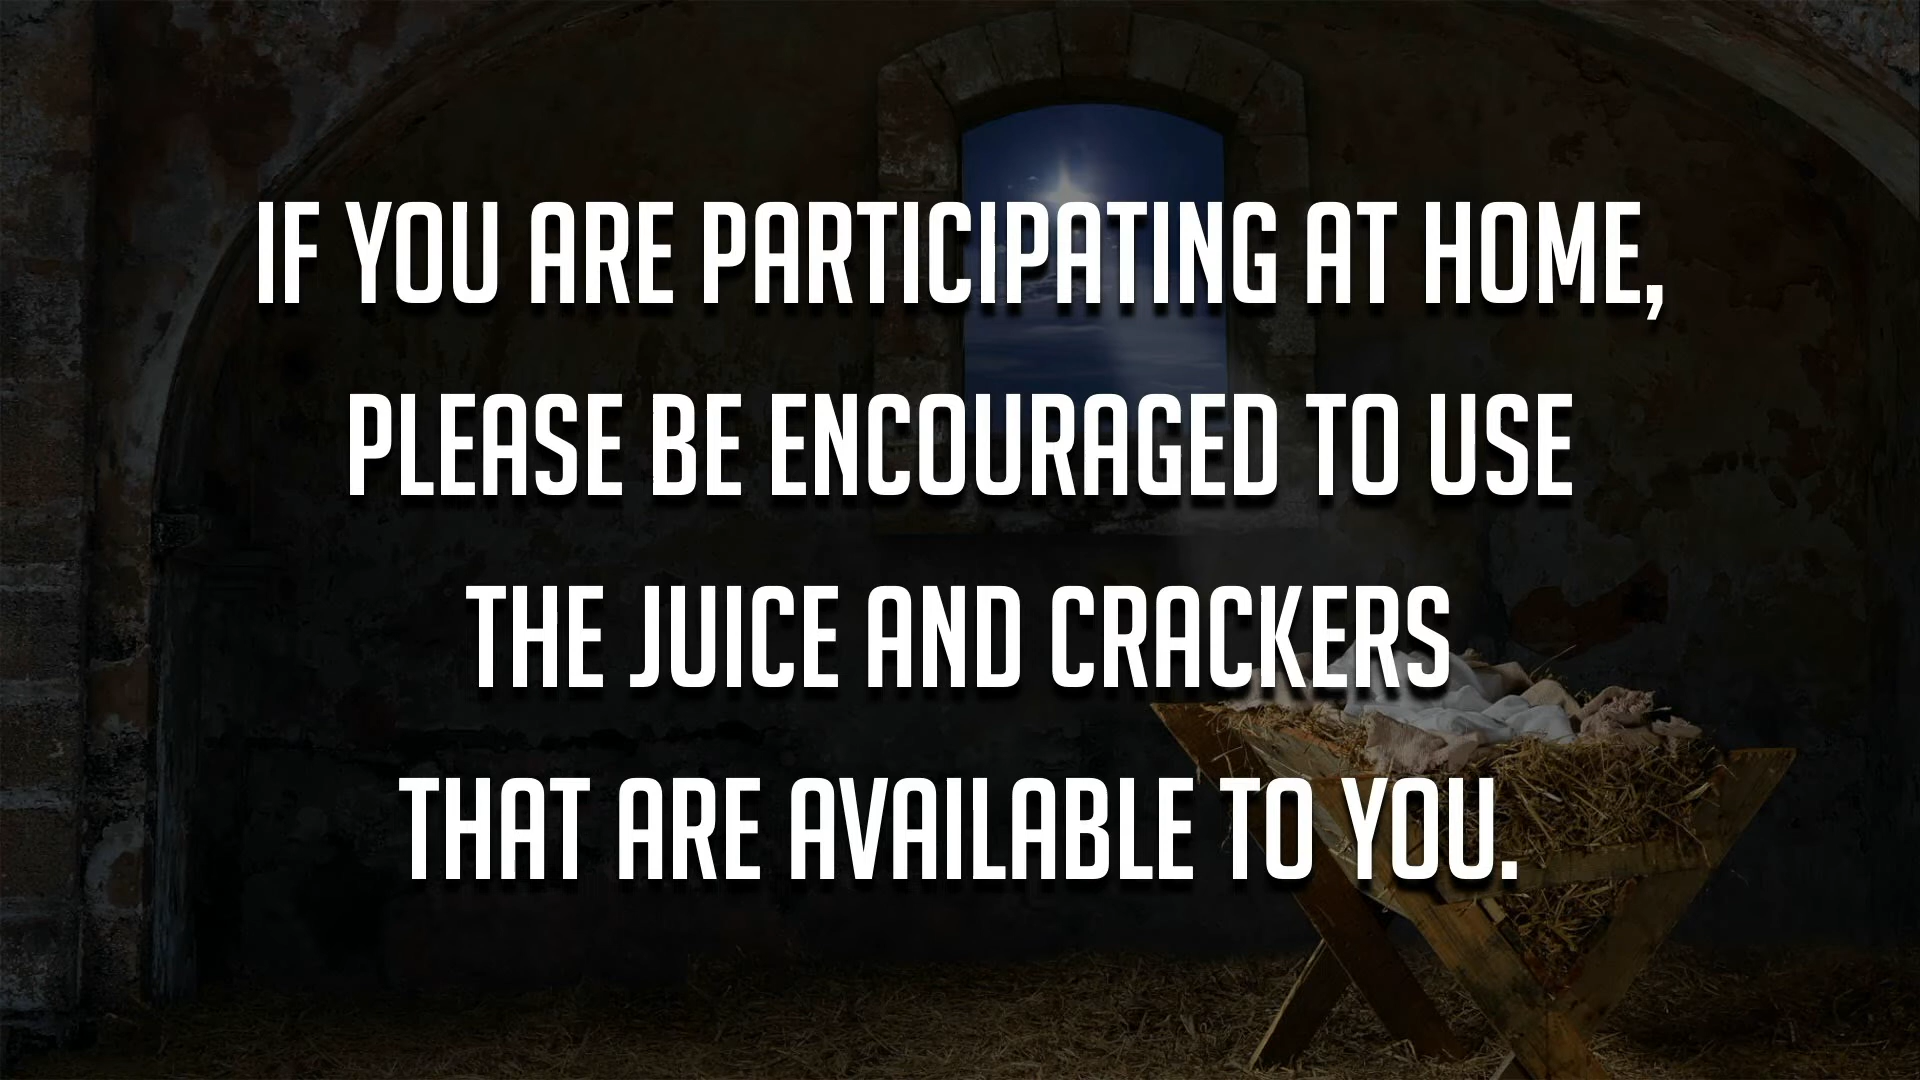 IF YOU ARE PARTICIPATING AT HOME,
PLEASE BE ENCOURAGED TO USE
THE JUICE AND CRACKERS
THAT ARE AVAILABLE TO YOU.